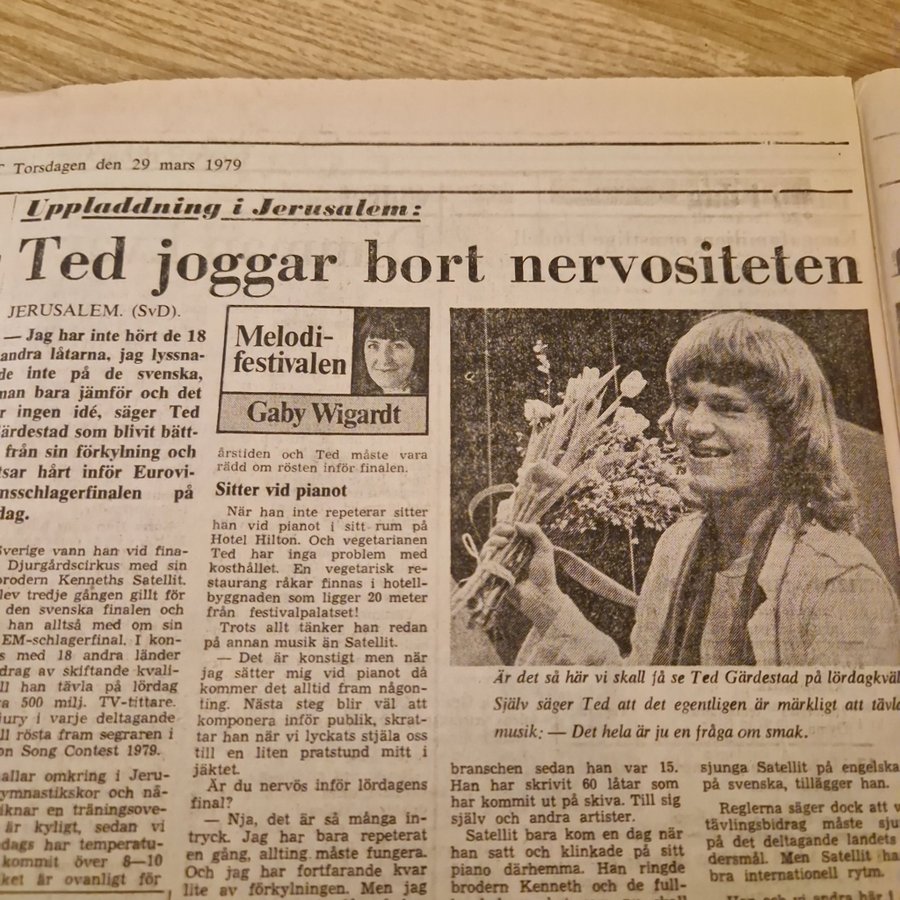 Torsdagen den 29 mars 1979
Uppladdning i Jerusalem:
Ted joggar bort nervositeten
JERUSALEM. (SvD).
— Jag har inte hört de 18
andra låtarna, jag lyssna-
de inte på de svenska,
man bara jämför och det
r ingen idé, säger Ted
ärdestad som blivit bätt-
från sin förkylning och
tsar hårt inför Eurovi-
nsschlagerfinalen på
dag.
Sverige vann han vid fina-
Djurgårdscirkus med sin
brodern Kenneths Satellit.
lev tredje gången gillt för
den svenska finalen och
han alltså med om sin
EM-schlagerfinal. I kon-
s med 18 andra länder
drag av skiftande kvali-
ll han tävla på lördag
a 500 milj. TV-tittare.
jury i varje deltagande
ll rösta fram segraren i
on Song Contest 1979.
allar omkring i Jeru-
ymnastikskor och nå-
iknar en träningsove-
är kyligt, sedan vi
dags har temperatu-
kommit över 8—10
ket är ovanligt för
Melodi-
festivalen
Gaby Wigardt
årstiden och Ted måste vara
rädd om rösten inför finalen.
Sitter vid pianot
När han inte repeterar sitter
han vid pianot i sitt rum på
Hotel Hilton. Och vegetarianen
Ted har inga problem med
kosthållet. En vegetarisk re-
staurang råkar finnas i hotell-
byggnaden som ligger 20 meter
från festivalpalatset!
Trots allt tänker han redan
på annan musik än Satellit.
— Det är konstigt men när
jag sätter mig vid pianot då
kommer det alltid fram någon-
ting. Nästa steg blir väl att
komponera inför publik, skrat-
tar han när vi lyckats stjäla oss
till en liten pratstund mitt i
jäktet.
Är du nervös inför lördagens
final?
— Nja, det är så många in-
tryck. Jag har bara repeterat
en gång, allting måste fungera.
Och jag har fortfarande kvar
lite av förkylningen. Men jag
Är det så här vi skall få se Ted Gärdestad på lördagkväl
Själv säger Ted att det egentligen är märkligt att tävla
musik: — Det hela är ju en fråga om smak.
branschen sedan han var 15.
Han har skrivit 60 låtar som
har kommit ut på skiva. Till sig
själv och andra artister.
Satellit bara kom en dag när
han satt och klinkade på sitt
piano därhemma. Han ringde
brodern Kenneth och de full-
sjunga Satellit på engelska
på svenska, tillägger han.
Reglerna säger dock att v
tävlingsbidrag måste sju
på det deltagande landets
dersmål. Men Satellit ha
bra internationell rytm.